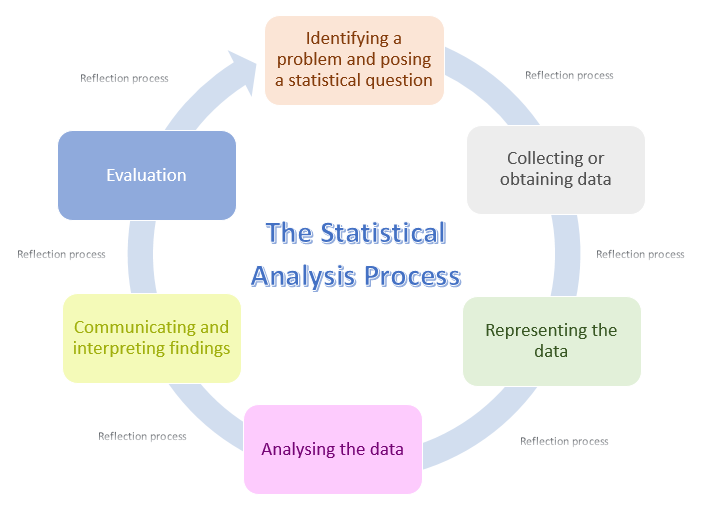 Identifying a
problem and posing
a statistical question
Reflection process
Collecting or
obtaining data
Reflection process
Representing the
data
Reflection process
Analysing the data
Reflection process
Communicating and
interpreting findings
Reflection process
Evaluation
Reflection process
The Statistical
Analysis Process